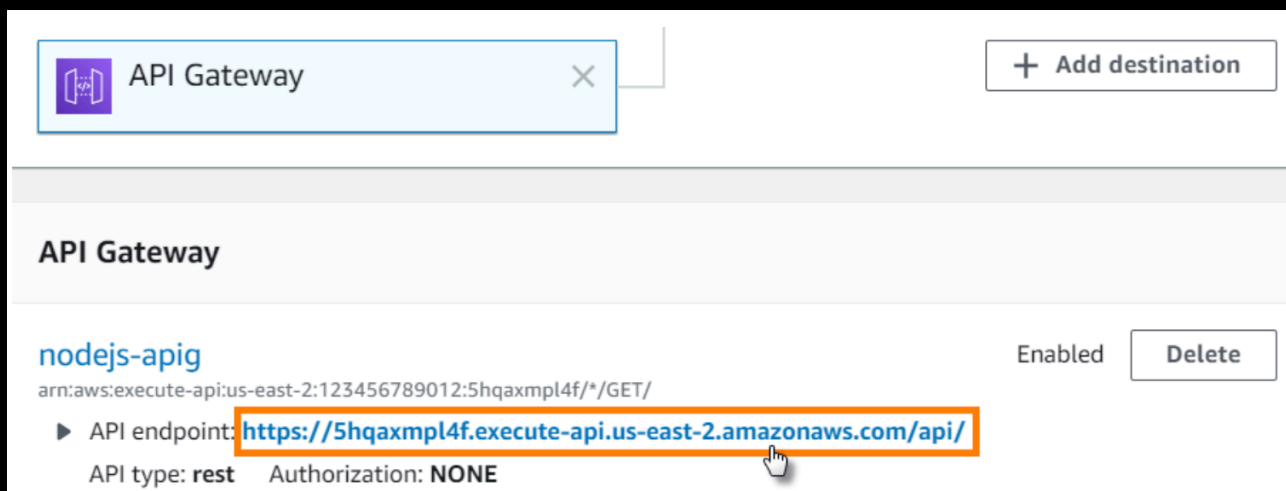 API Gateway
+ Add destination
API Gateway
nodejs-apig
Enabled
Delete
arn:aws:execute-api:us-east-2:123456789012:5hqaxmpl4f/*/GET/
API endpoint: https://5hqaxmpl4f.execute-api.us-east-2.amazonaws.com/api/
API type: rest Authorization: NONE